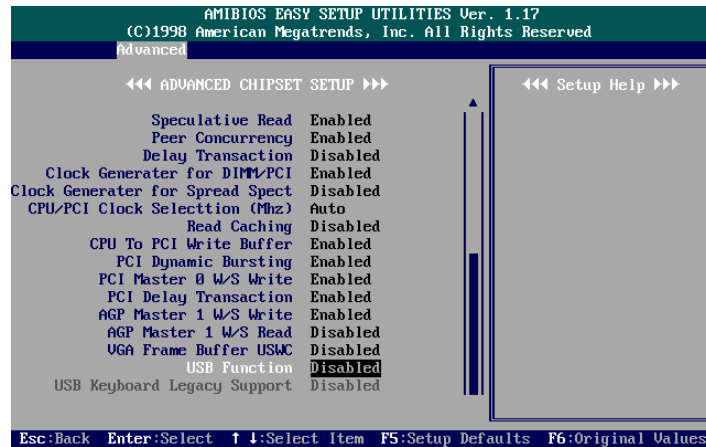 AMIBIOS EASY SETUP UTILITIES Ver. 1.17
(C)1998 American Megatrends, Inc. All Rights Reserved
Advanced
ADVANCED CHIPSET SETUP
Setup Help
Speculative Read Enabled
Peer Concurrency Enabled
Delay Transaction Disabled
Clock Generater for DIMM/PCI Enabled
Clock Generater for Spread Spect Disabled
CPU/PCI Clock Selecttion (Mhz) Auto
Read Caching Disabled
CPU To PCI Write Buffer Enabled
PCI Dynamic Bursting Enabled
PCI Master 0 W/S Write Enabled
PCI Delay Transaction Enabled
AGP Master 1 W/S Write Enabled
AGP Master 1 W/S Read Disabled
VGA Frame Buffer USWC Disabled
USB Function Disabled
USB Keyboard Legacy Support Disabled
Esc:Back Enter:Select ↑ ↓:Select Item F5:Setup Defaults F6:Original Values